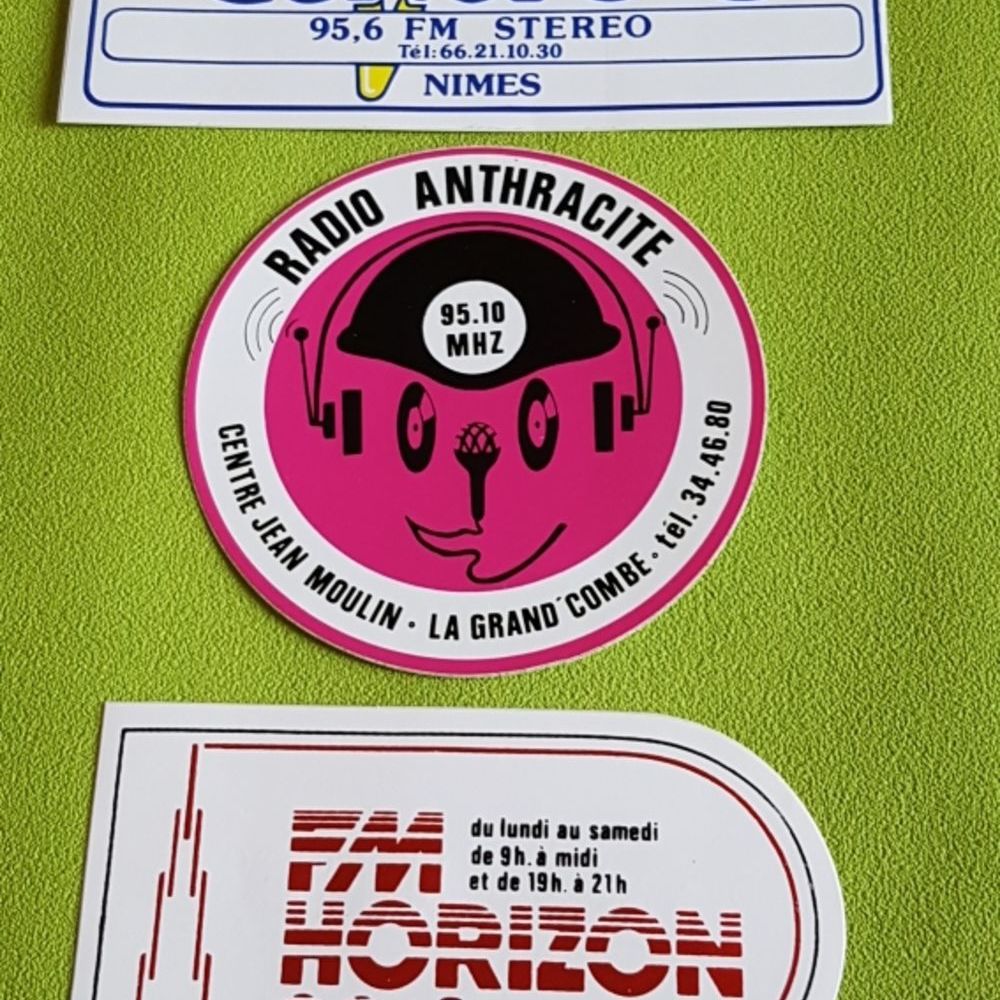 95,6 FM STEREO
Tél: 66.21.10.30
NIMES
RADIO ANTHRACITE
95.10
MHZ
CENTRE JEAN MOULIN • LA GRAND'COMBE • tél. 34.46.80
FM
du lundi au samedi
de 9h. à midi
et de 19h. à 21h
HORIZON